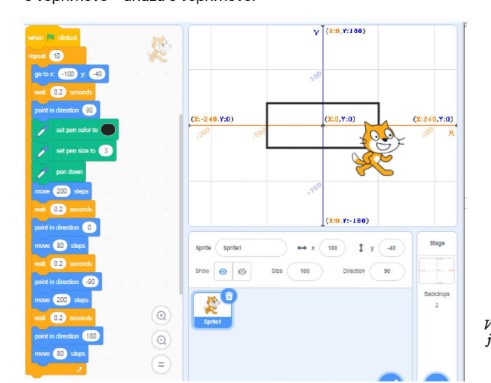 when clicked
repeat 10
go to x: -100 y: -40
wait 0.2 seconds
point in direction 90
set pen color to
set pen size to 3
pen down
move 200 steps
wait 0.2 seconds
point in direction 0
move 80 steps
wait 0.2 seconds
point in direction -90
move 200 steps
wait 0.2 seconds
point in direction 180
move 80 steps
Y (X:0,Y:180)
100
(X:-240,Y:0)
(X:0,Y:0)
(X:240,Y:0)
-200
-100
X
-100
(X:0,Y:-180)
Sprite Sprite1 x 100 y -40
Show Size 100 Direction 90
Sprite1
Stage
Backdrops
2